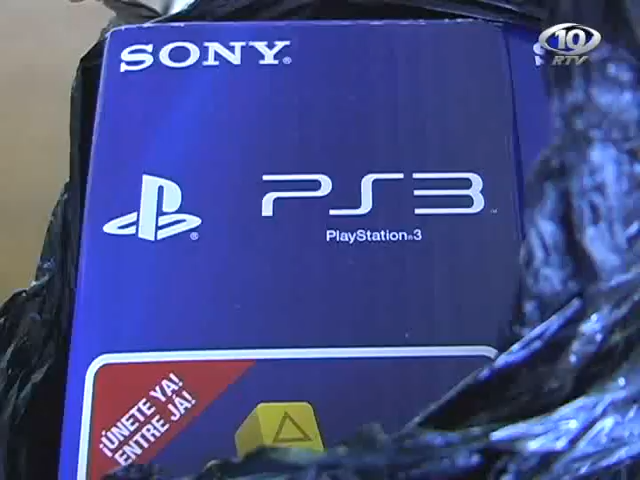 SONY
10
RTV
PS3
PlayStation®3
¡ÚNETE YA!
ENTRE JÁ!